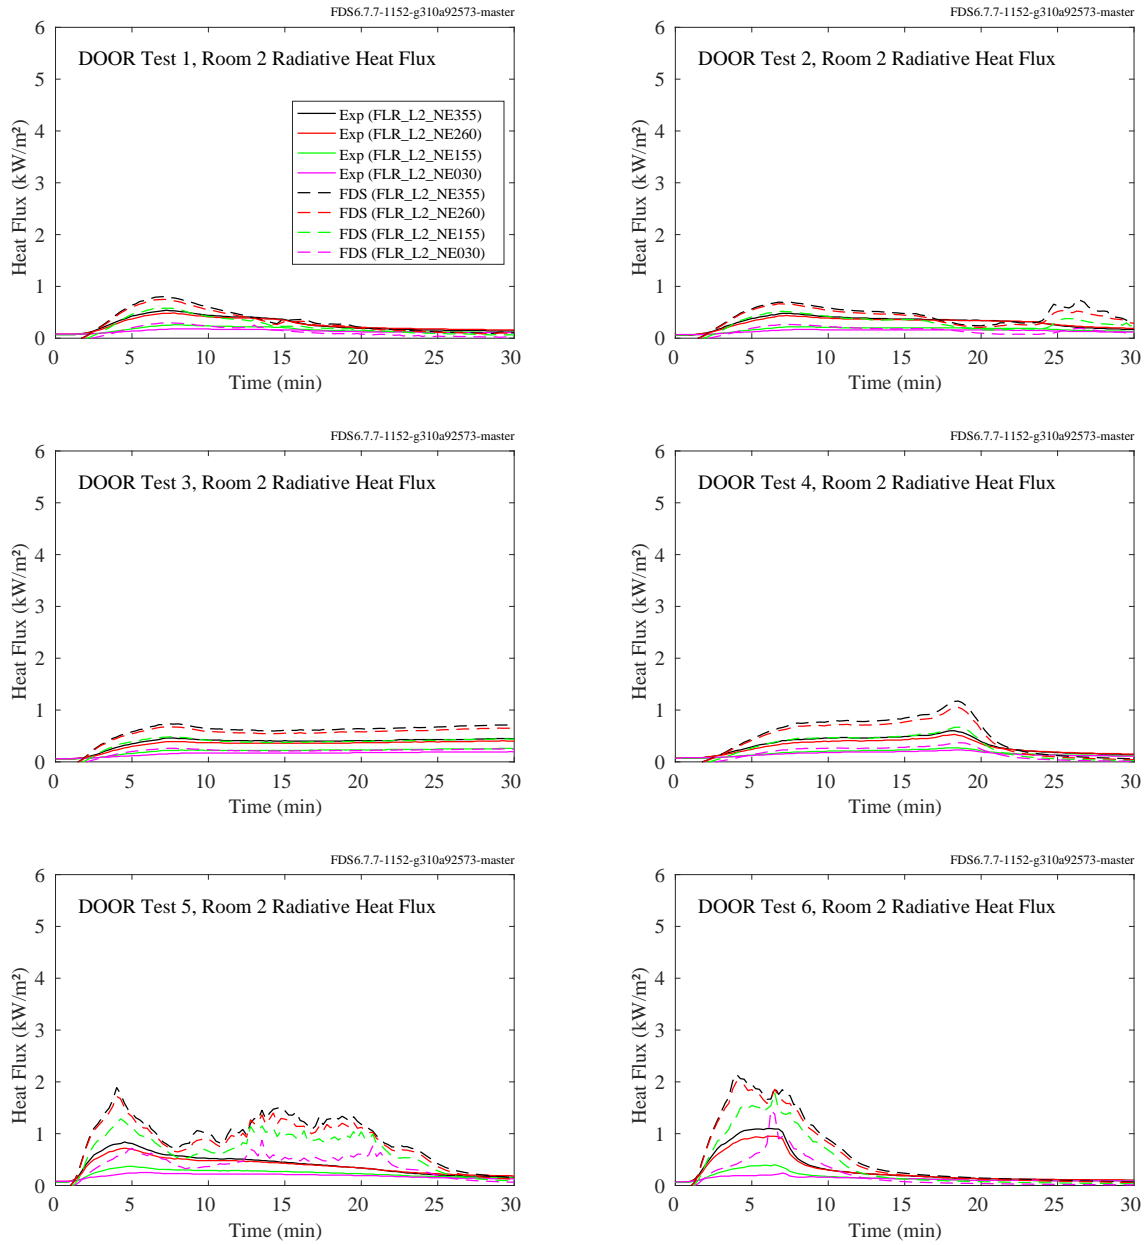 FDS6.7.7-1152-g310a92573-master
DOOR Test 1, Room 2 Radiative Heat Flux
Exp (FLR_L2_NE355)
Exp (FLR_L2_NE260)
Exp (FLR_L2_NE155)
Exp (FLR_L2_NE030)
FDS (FLR_L2_NE355)
FDS (FLR_L2_NE260)
FDS (FLR_L2_NE155)
FDS (FLR_L2_NE030)
Heat Flux (kW/m²)
6
5
4
3
2
1
0
0 5 10 15 20 25 30
Time (min)
FDS6.7.7-1152-g310a92573-master
DOOR Test 2, Room 2 Radiative Heat Flux
Heat Flux (kW/m²)
6
5
4
3
2
1
0
0 5 10 15 20 25 30
Time (min)
FDS6.7.7-1152-g310a92573-master
DOOR Test 3, Room 2 Radiative Heat Flux
Heat Flux (kW/m²)
6
5
4
3
2
1
0
0 5 10 15 20 25 30
Time (min)
FDS6.7.7-1152-g310a92573-master
DOOR Test 4, Room 2 Radiative Heat Flux
Heat Flux (kW/m²)
6
5
4
3
2
1
0
0 5 10 15 20 25 30
Time (min)
FDS6.7.7-1152-g310a92573-master
DOOR Test 5, Room 2 Radiative Heat Flux
Heat Flux (kW/m²)
6
5
4
3
2
1
0
0 5 10 15 20 25 30
Time (min)
FDS6.7.7-1152-g310a92573-master
DOOR Test 6, Room 2 Radiative Heat Flux
Heat Flux (kW/m²)
6
5
4
3
2
1
0
0 5 10 15 20 25 30
Time (min)